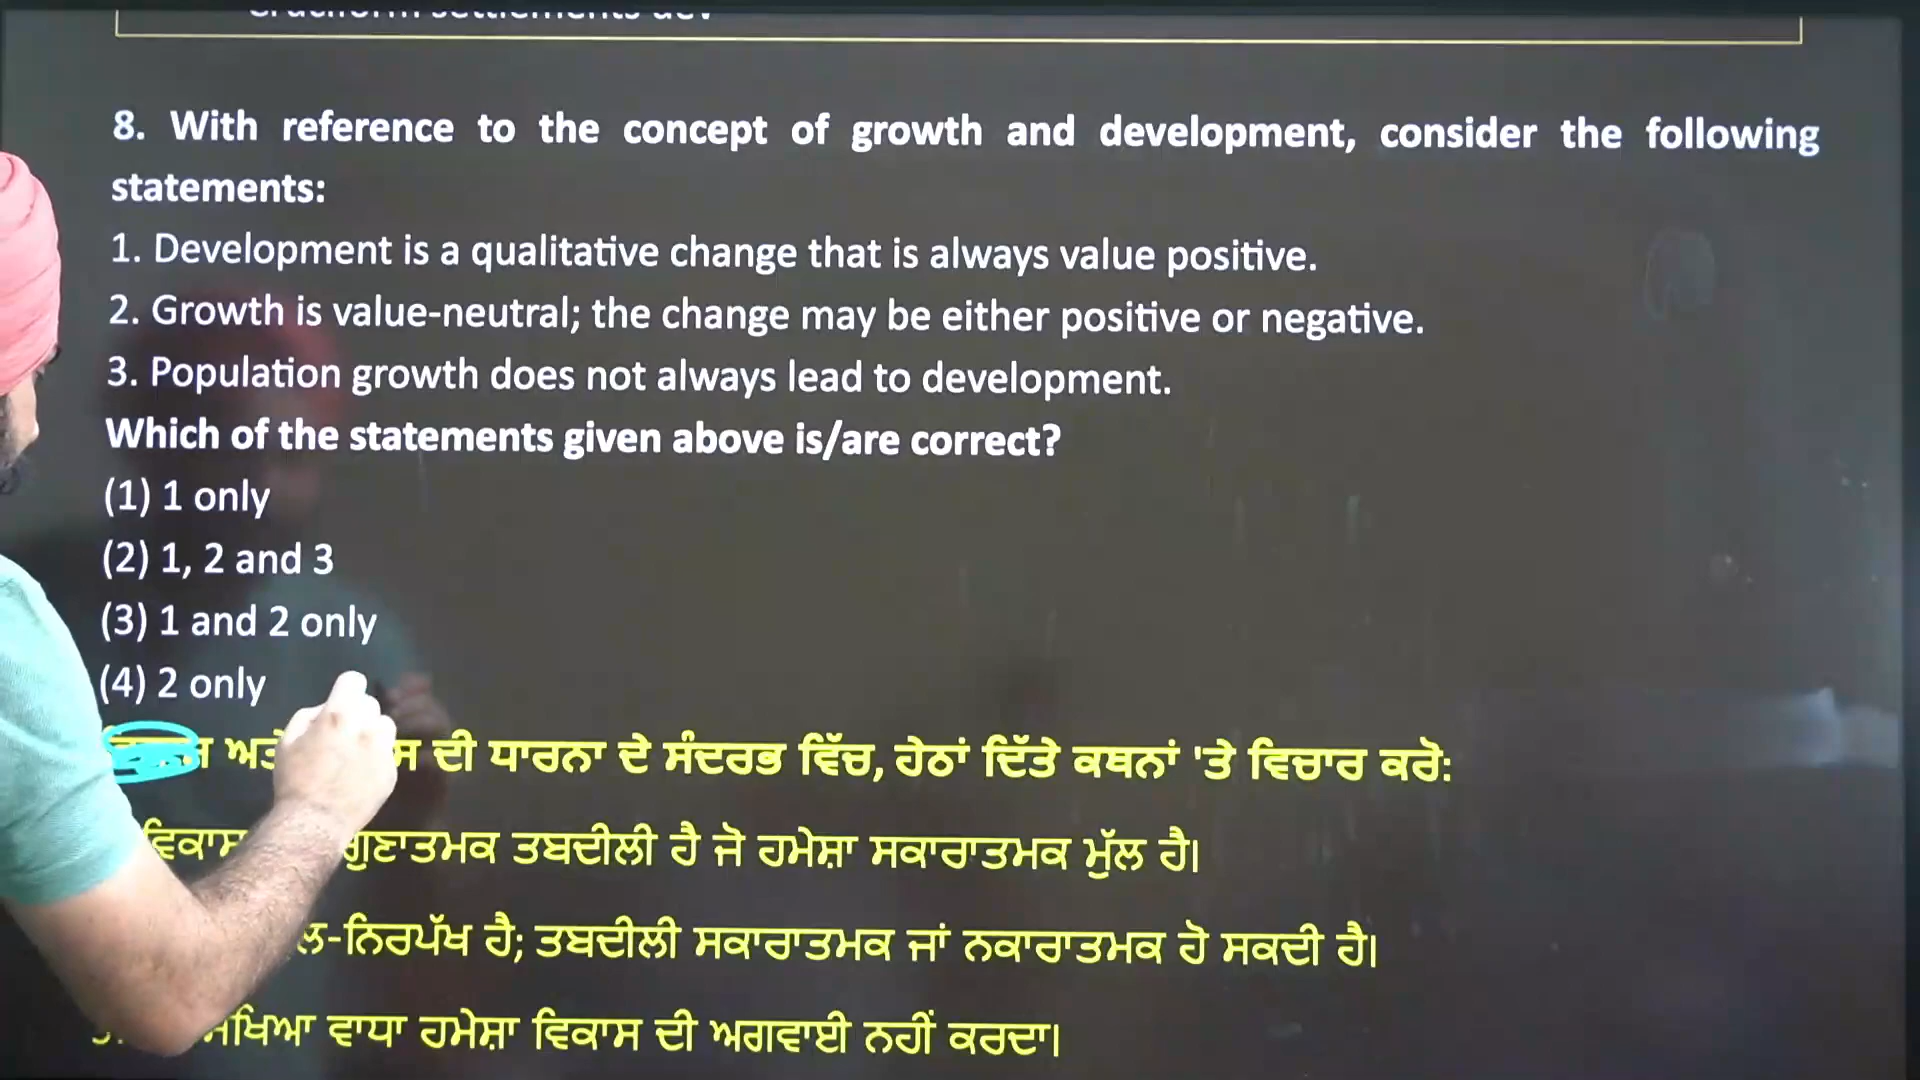 8. With reference to the concept of growth and development, consider the following
statements:
1. Development is a qualitative change that is always value positive.
2. Growth is value-neutral; the change may be either positive or negative.
3. Population growth does not always lead to development.
Which of the statements given above is/are correct?
(1) 1 only
(2) 1, 2 and 3
(3) 1 and 2 only
(4) 2 only
ਦੀ ਧਾਰਨਾ ਦੇ ਸੰਦਰਭ ਵਿੱਚ, ਹੇਠਾਂ ਦਿੱਤੇ ਕਥਨਾਂ 'ਤੇ ਵਿਚਾਰ ਕਰੋ:
ਗੁਣਾਤਮਕ ਤਬਦੀਲੀ ਹੈ ਜੋ ਹਮੇਸ਼ਾ ਸਕਾਰਾਤਮਕ ਮੁੱਲ ਹੈ।
ਲ-ਨਿਰਪੱਖ ਹੈ; ਤਬਦੀਲੀ ਸਕਾਰਾਤਮਕ ਜਾਂ ਨਕਾਰਾਤਮਕ ਹੋ ਸਕਦੀ ਹੈ।
ਵਾਧਾ ਹਮੇਸ਼ਾ ਵਿਕਾਸ ਦੀ ਅਗਵਾਈ ਨਹੀਂ ਕਰਦਾ।